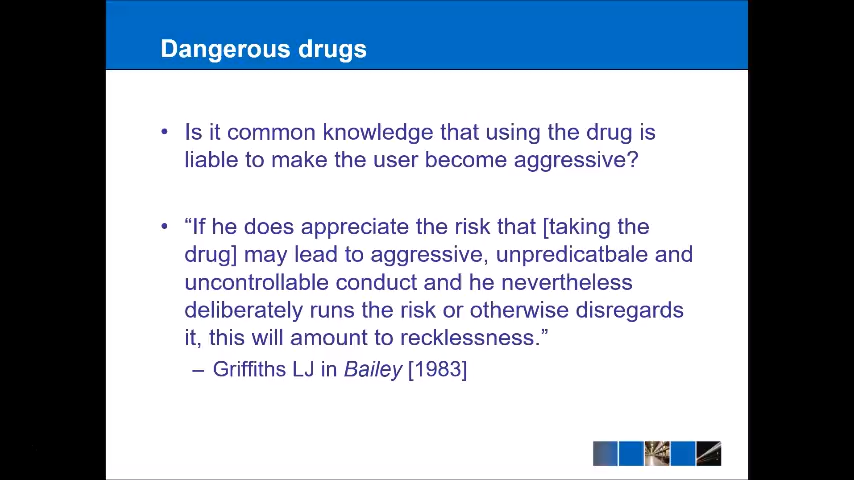 Dangerous drugs
• Is it common knowledge that using the drug is
liable to make the user become aggressive?
• “If he does appreciate the risk that [taking the
drug] may lead to aggressive, unpredicatbale and
uncontrollable conduct and he nevertheless
deliberately runs the risk or otherwise disregards
it, this will amount to recklessness.”
– Griffiths LJ in Bailey [1983]